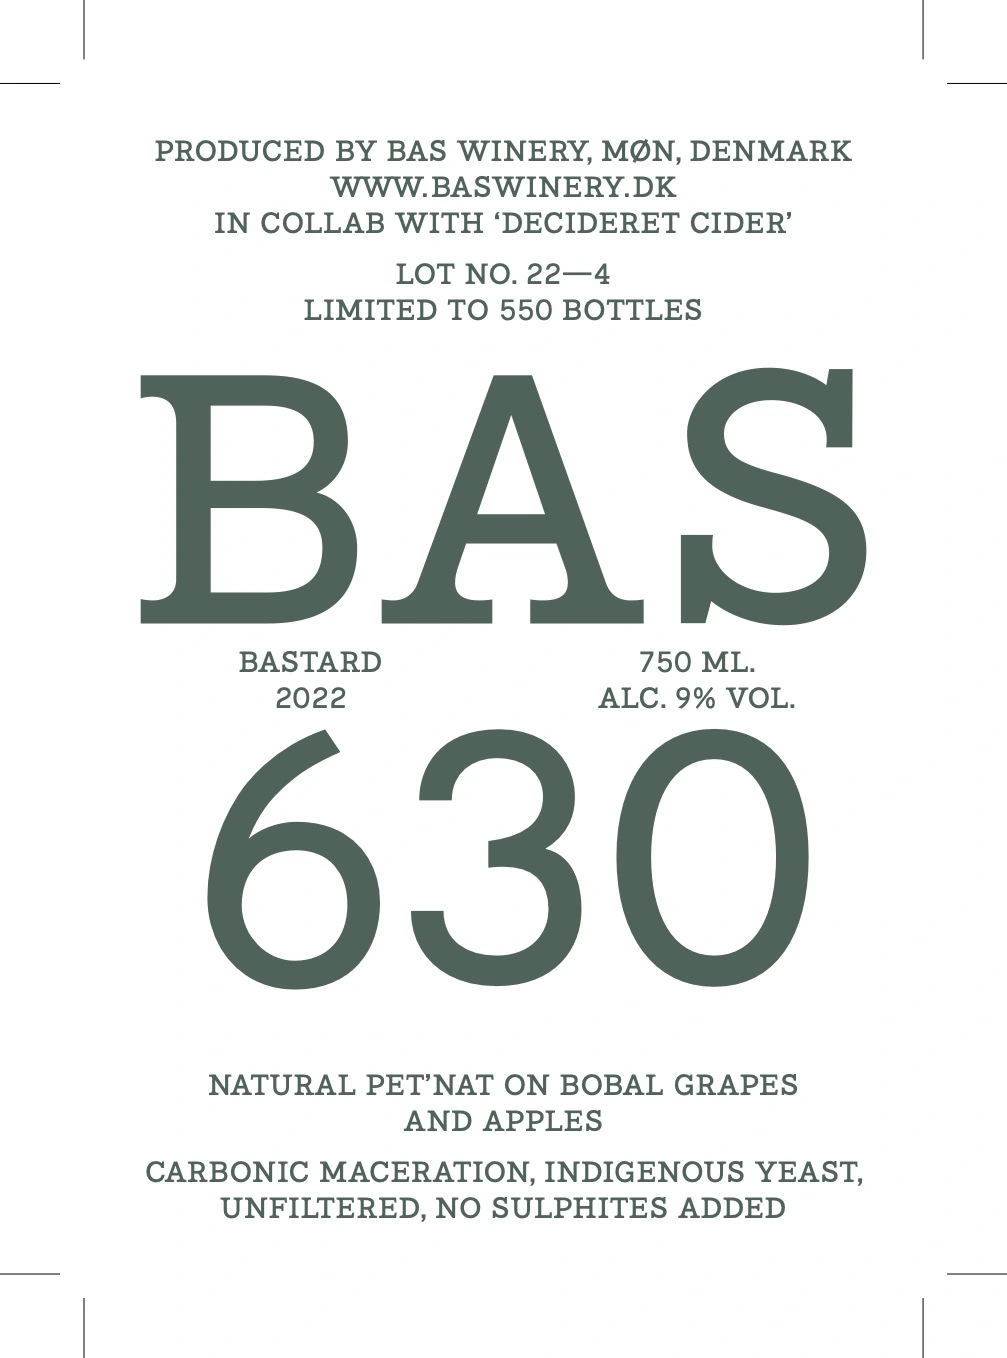 PRODUCED BY BAS WINERY, MØN, DENMARK
WWW.BASWINERY.DK
IN COLLAB WITH ‘DECIDERET CIDER’
LOT NO. 22—4
LIMITED TO 550 BOTTLES
BAS
BASTARD 750 ML.
2022 ALC. 9% VOL.
630
NATURAL PET’NAT ON BOBAL GRAPES
AND APPLES
CARBONIC MACERATION, INDIGENOUS YEAST,
UNFILTERED, NO SULPHITES ADDED